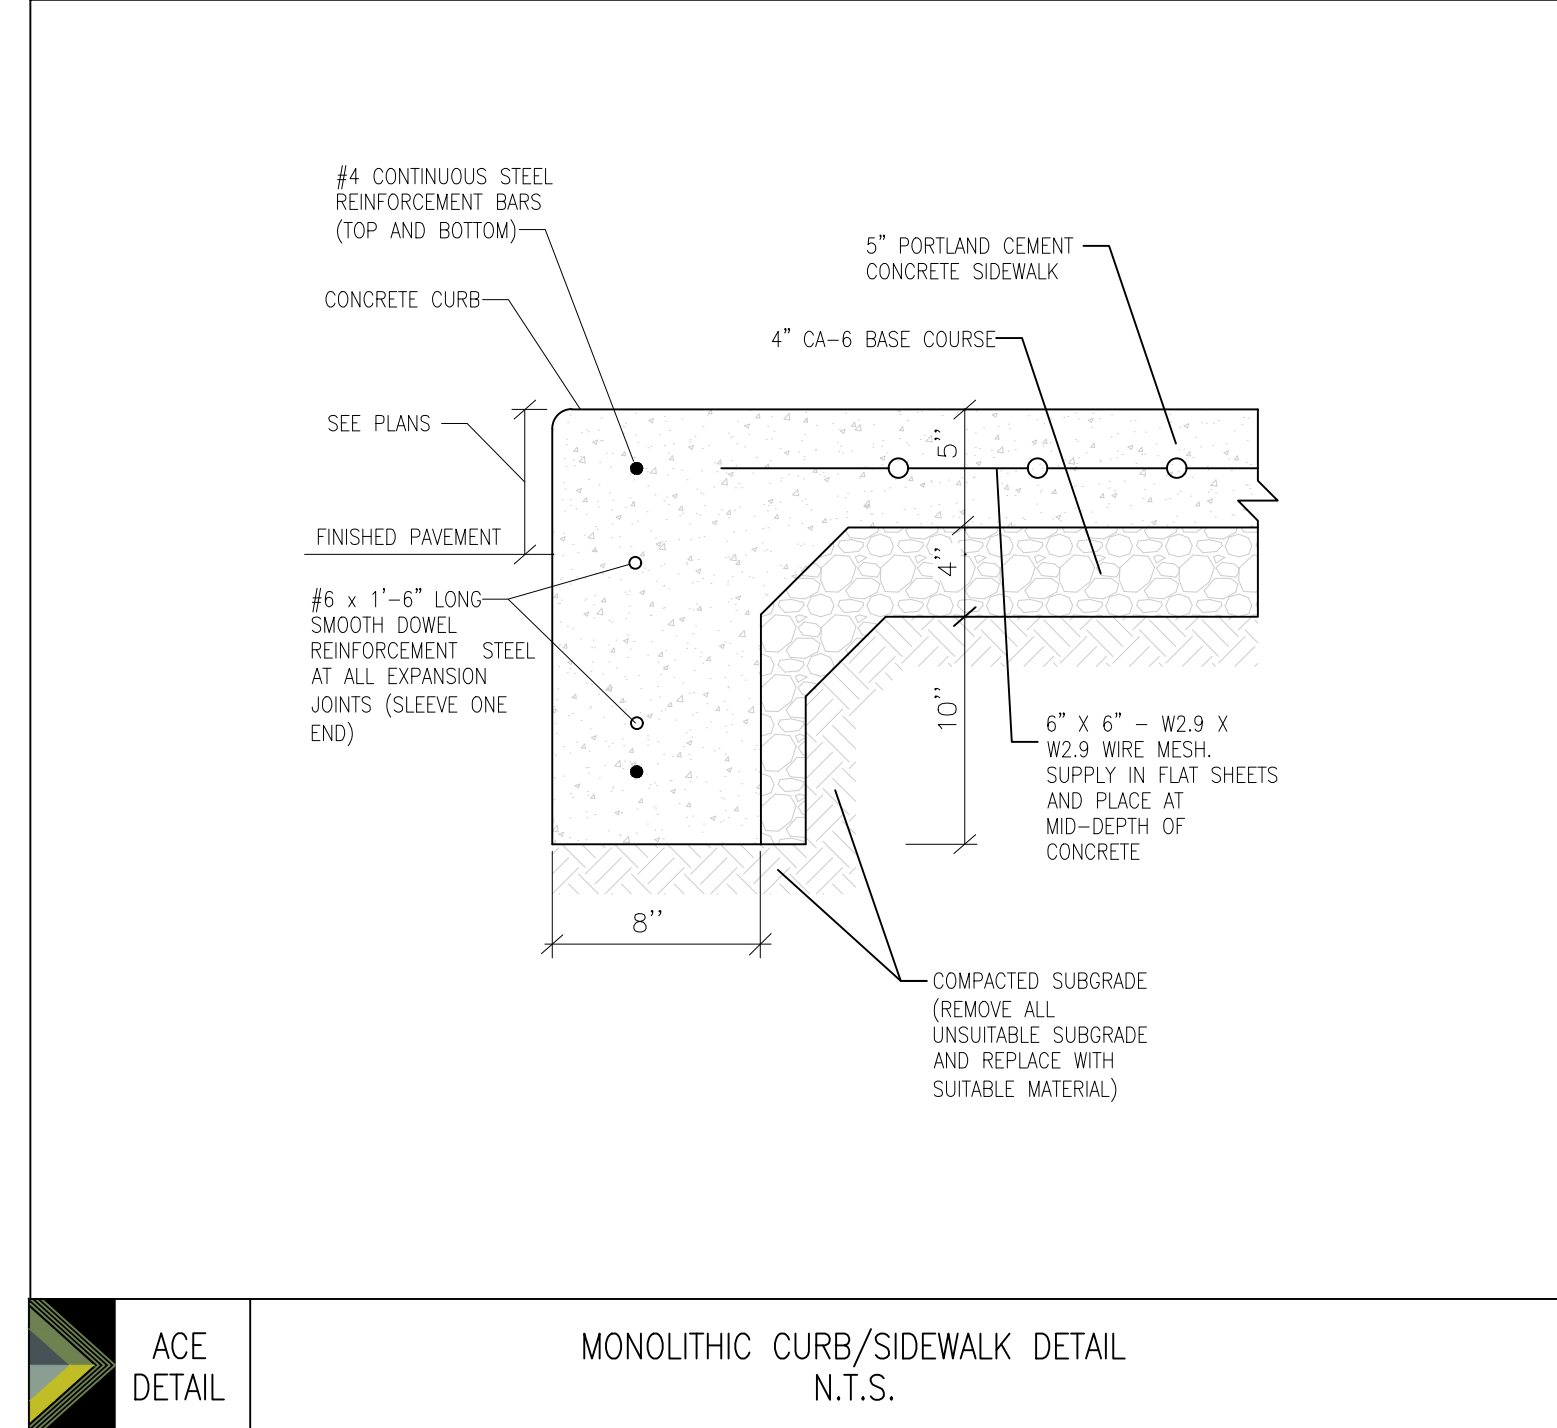 #4 CONTINUOUS STEEL
REINFORCEMENT BARS
(TOP AND BOTTOM)
CONCRETE CURB
SEE PLANS
FINISHED PAVEMENT
#6 x 1'-6" LONG
SMOOTH DOWEL
REINFORCEMENT STEEL
AT ALL EXPANSION
JOINTS (SLEEVE ONE
END)
5" PORTLAND CEMENT
CONCRETE SIDEWALK
4" CA-6 BASE COURSE
5''
4''
10''
8''
6" X 6" - W2.9 X
W2.9 WIRE MESH.
SUPPLY IN FLAT SHEETS
AND PLACE AT
MID-DEPTH OF
CONCRETE
COMPACTED SUBGRADE
(REMOVE ALL
UNSUITABLE SUBGRADE
AND REPLACE WITH
SUITABLE MATERIAL)
ACE
DETAIL
MONOLITHIC CURB/SIDEWALK DETAIL
N.T.S.